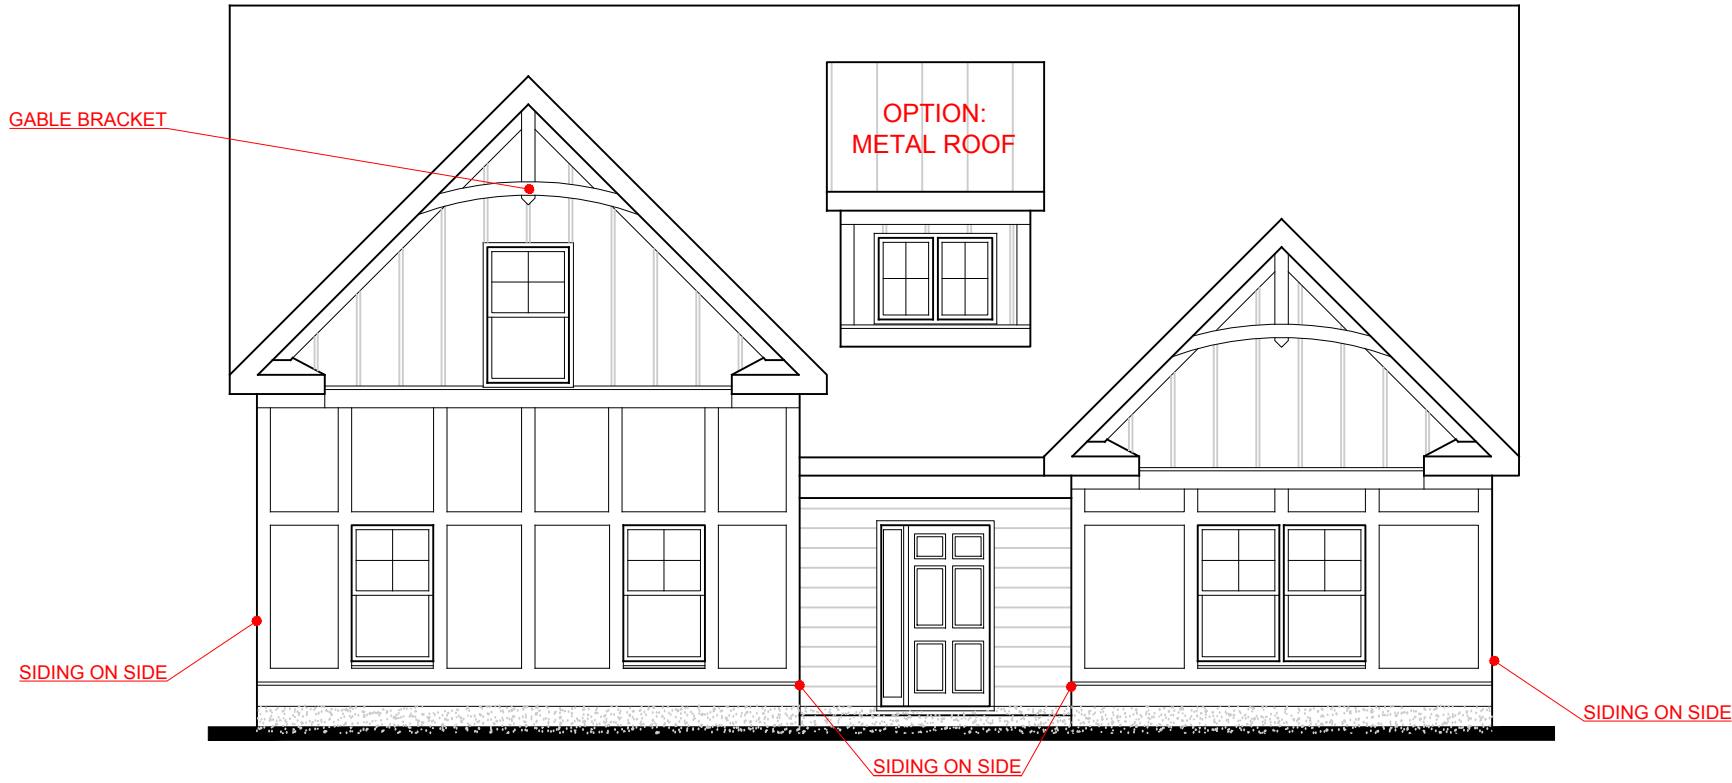 GABLE BRACKET
OPTION:
METAL ROOF
SIDING ON SIDE
SIDING ON SIDE
SIDING ON SIDE